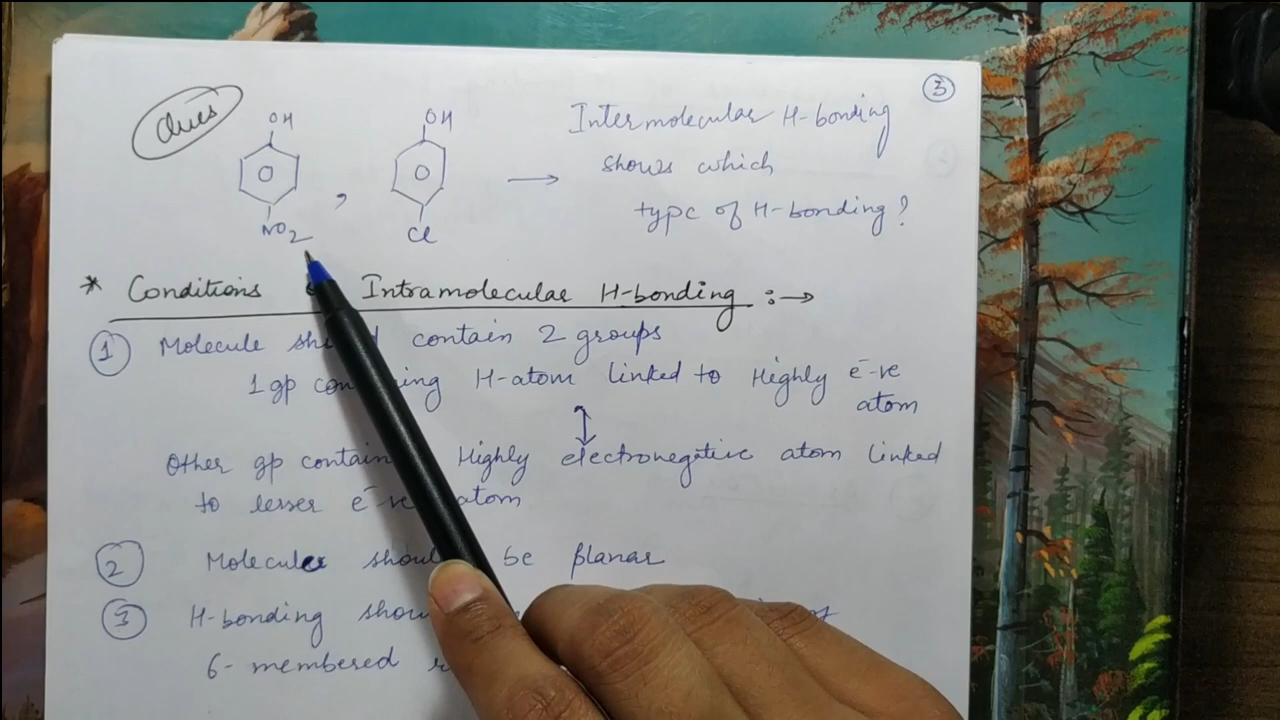 3
Ques
OH
OH
NO2
,
Cl
Intermolecular H-bonding
shows which
type of H-bonding?
* Conditions Intramolecular H-bonding :→
1 Molecule contain 2 groups
1 gp H-atom linked to Highly e⁻-ve
atom
Other gp Highly electronegative atom linked
to lesser e⁻-ve atom
2 Molecule be planar
3 H-bonding of
6-membered